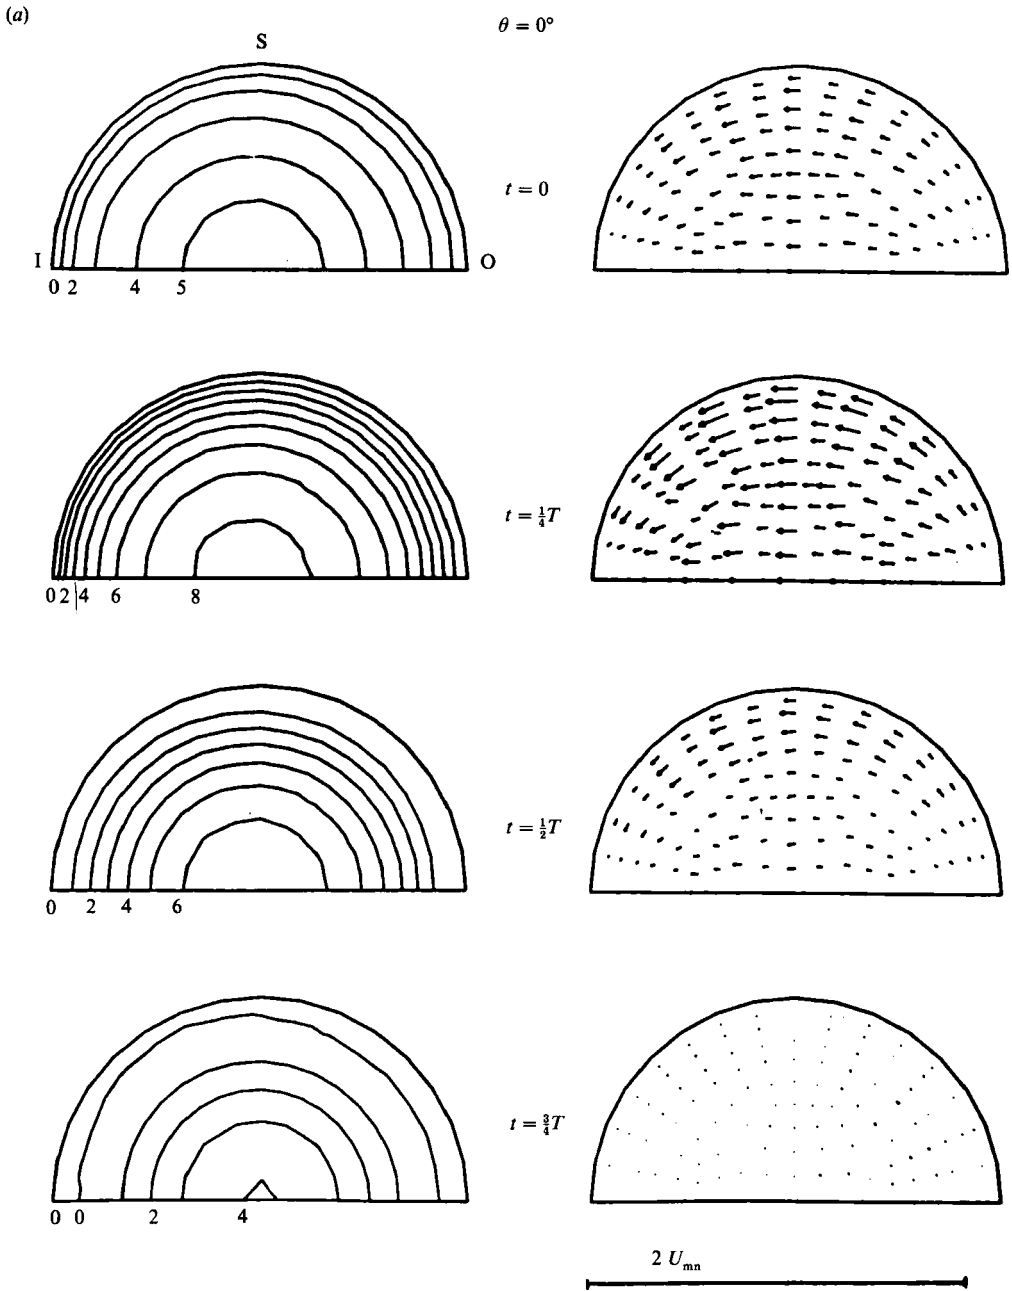 (a)
θ = 0°
S
t = 0
I
O
0 2 4 5
t = ¼T
0 2 4 6 8
t = ½T
0 2 4 6
t = ¾T
0 0 2 4
2 Uₘₙ